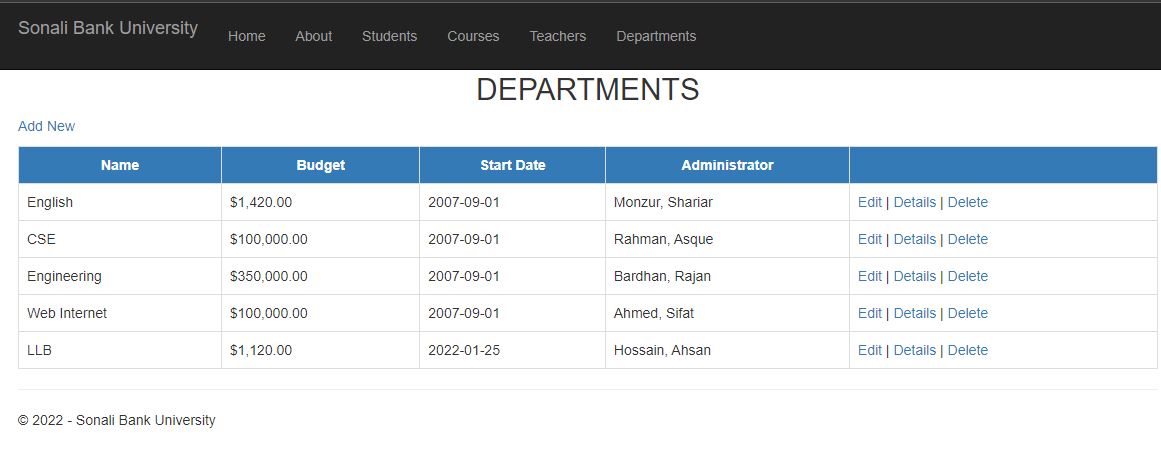 Sonali Bank University Home About Students Courses Teachers Departments
DEPARTMENTS
Add New
Name Budget Start Date Administrator
English $1,420.00 2007-09-01 Monzur, Shariar Edit | Details | Delete
CSE $100,000.00 2007-09-01 Rahman, Asque Edit | Details | Delete
Engineering $350,000.00 2007-09-01 Bardhan, Rajan Edit | Details | Delete
Web Internet $100,000.00 2007-09-01 Ahmed, Sifat Edit | Details | Delete
LLB $1,120.00 2022-01-25 Hossain, Ahsan Edit | Details | Delete
© 2022 - Sonali Bank University